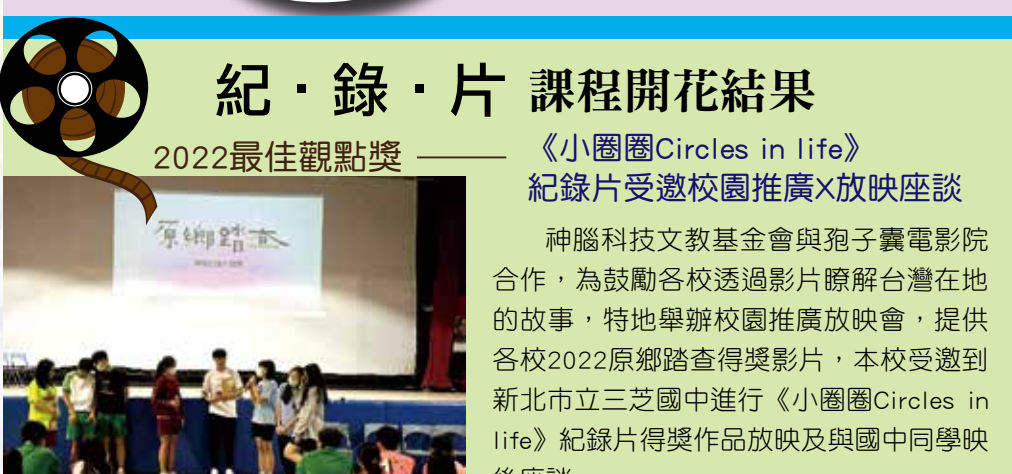 紀‧錄‧片 課程開花結果
2022最佳觀點獎
《小圈圈Circles in life》
紀錄片受邀校園推廣X放映座談
原鄉踏查
神腦科技文教基金會與孢子囊電影院
合作，為鼓勵各校透過影片瞭解台灣在地
的故事，特地舉辦校園推廣放映會，提供
各校2022原鄉踏查得獎影片，本校受邀到
新北市立三芝國中進行《小圈圈Circles in
life》紀錄片得獎作品放映及與國中同學映
後座談